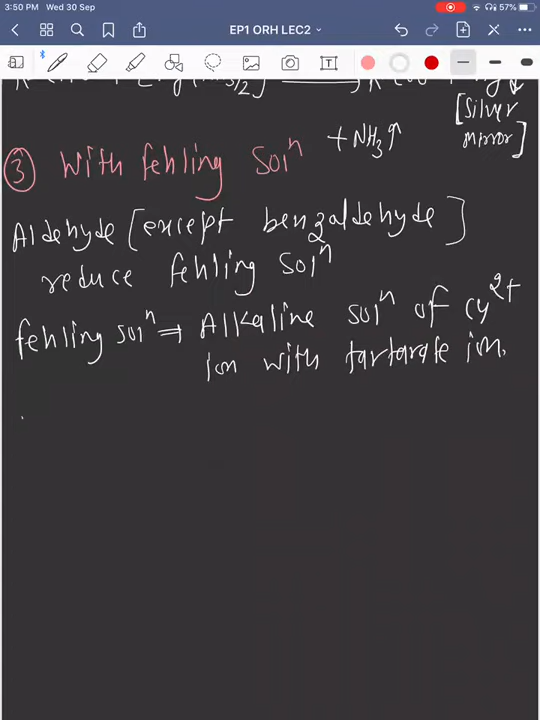 3:50 PM Wed 30 Sep
57%
EP1 ORH LEC2
[Silver
mirror]
+ NH3↑
③ With fehling Solⁿ
Aldehyde [except benzaldehyde]
reduce fehling Solⁿ
fehling solⁿ ⇒ Alkaline solⁿ of Cu²⁺
ion with tartarate ion.